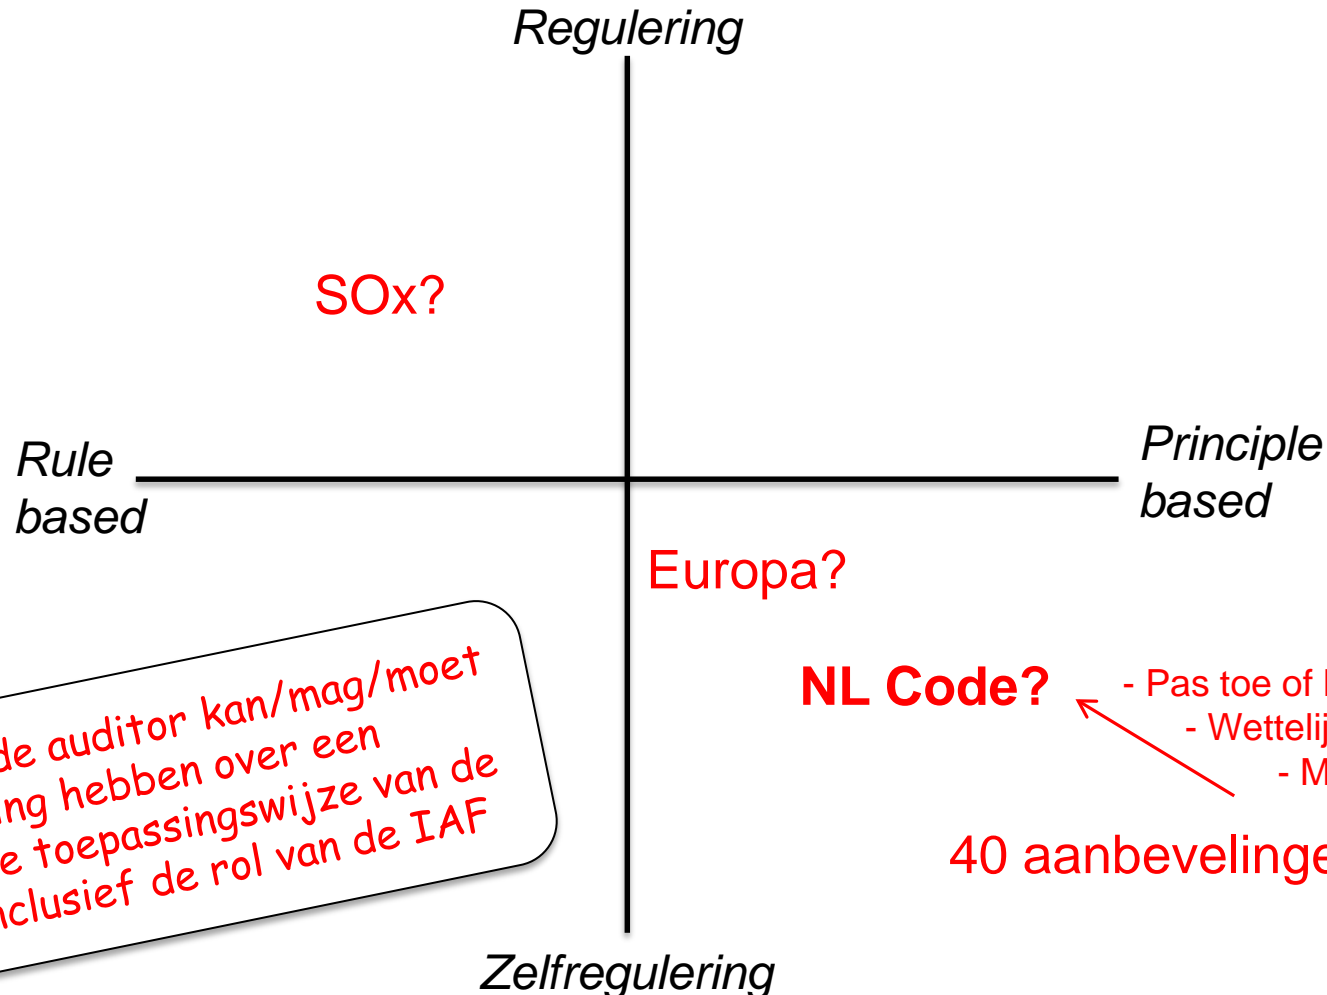 Regulering
SOx?
Rule
based
Principle
based
Europa?
NL Code?
- Pas toe of
- Wettelij
- M
40 aanbevelinge
de auditor kan/mag/moet
ng hebben over een
e toepassingswijze van de
nclusief de rol van de IAF
Zelfregulering